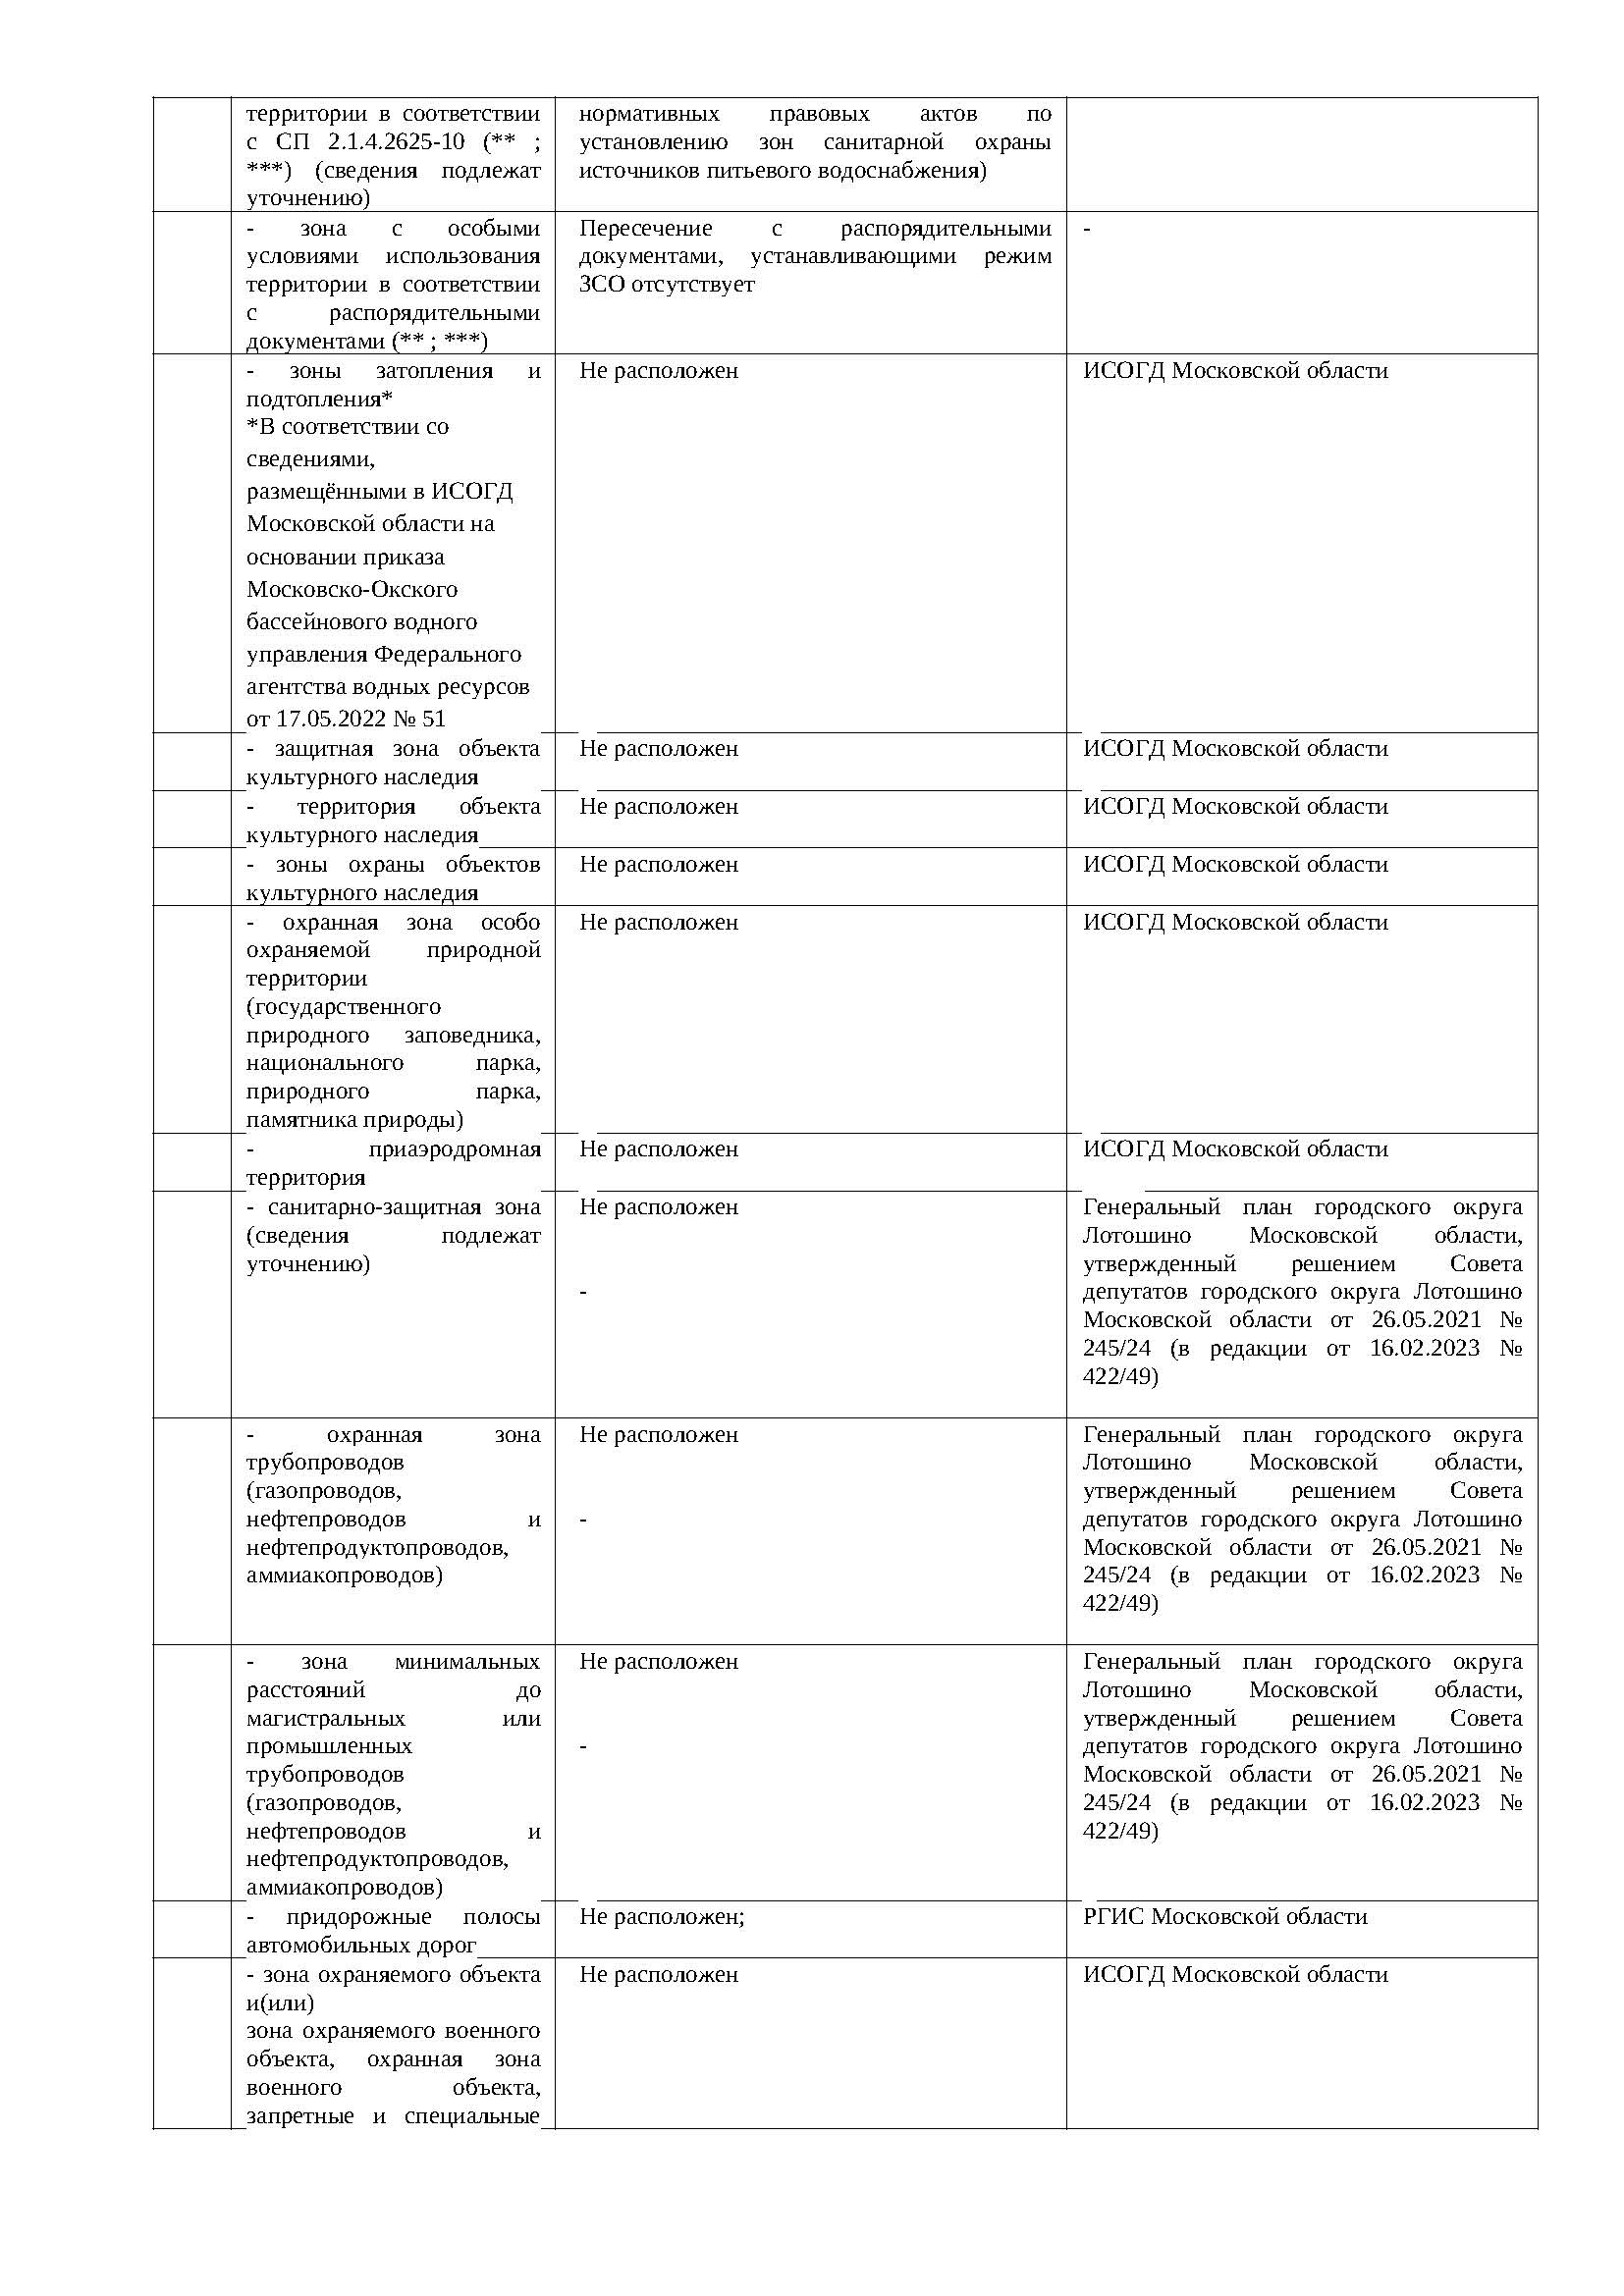 территории в соответствии
с СП 2.1.4.2625-10 (** ;
***) (сведения подлежат
уточнению)
нормативных правовых актов по
установлению зон санитарной охраны
источников питьевого водоснабжения)
- зона с особыми
условиями использования
территории в соответствии
с распорядительными
документами (** ; ***)
Пересечение с распорядительными
документами, устанавливающими режим
ЗСО отсутствует
-
- зоны затопления и
подтопления*
*В соответствии со
сведениями,
размещёнными в ИСОГД
Московской области на
основании приказа
Московско-Окского
бассейнового водного
управления Федерального
агентства водных ресурсов
от 17.05.2022 № 51
Не расположен
ИСОГД Московской области
- защитная зона объекта
культурного наследия
Не расположен
ИСОГД Московской области
- территория объекта
культурного наследия
Не расположен
ИСОГД Московской области
- зоны охраны объектов
культурного наследия
Не расположен
ИСОГД Московской области
- охранная зона особо
охраняемой природной
территории
(государственного
природного заповедника,
национального парка,
природного парка,
памятника природы)
Не расположен
ИСОГД Московской области
- приаэродромная
территория
Не расположен
ИСОГД Московской области
- санитарно-защитная зона
(сведения подлежат
уточнению)
Не расположен
-
Генеральный план городского округа
Лотошино Московской области,
утвержденный решением Совета
депутатов городского округа Лотошино
Московской области от 26.05.2021 №
245/24 (в редакции от 16.02.2023 №
422/49)
- охранная зона
трубопроводов
(газопроводов,
нефтепроводов и
нефтепродуктопроводов,
аммиакопроводов)
Не расположен
-
Генеральный план городского округа
Лотошино Московской области,
утвержденный решением Совета
депутатов городского округа Лотошино
Московской области от 26.05.2021 №
245/24 (в редакции от 16.02.2023 №
422/49)
- зона минимальных
расстояний до
магистральных или
промышленных
трубопроводов
(газопроводов,
нефтепроводов и
нефтепродуктопроводов,
аммиакопроводов)
Не расположен
-
Генеральный план городского округа
Лотошино Московской области,
утвержденный решением Совета
депутатов городского округа Лотошино
Московской области от 26.05.2021 №
245/24 (в редакции от 16.02.2023 №
422/49)
- придорожные полосы
автомобильных дорог
Не расположен;
РГИС Московской области
- зона охраняемого объекта
и(или)
зона охраняемого военного
объекта, охранная зона
военного объекта,
запретные и специальные
Не расположен
ИСОГД Московской области